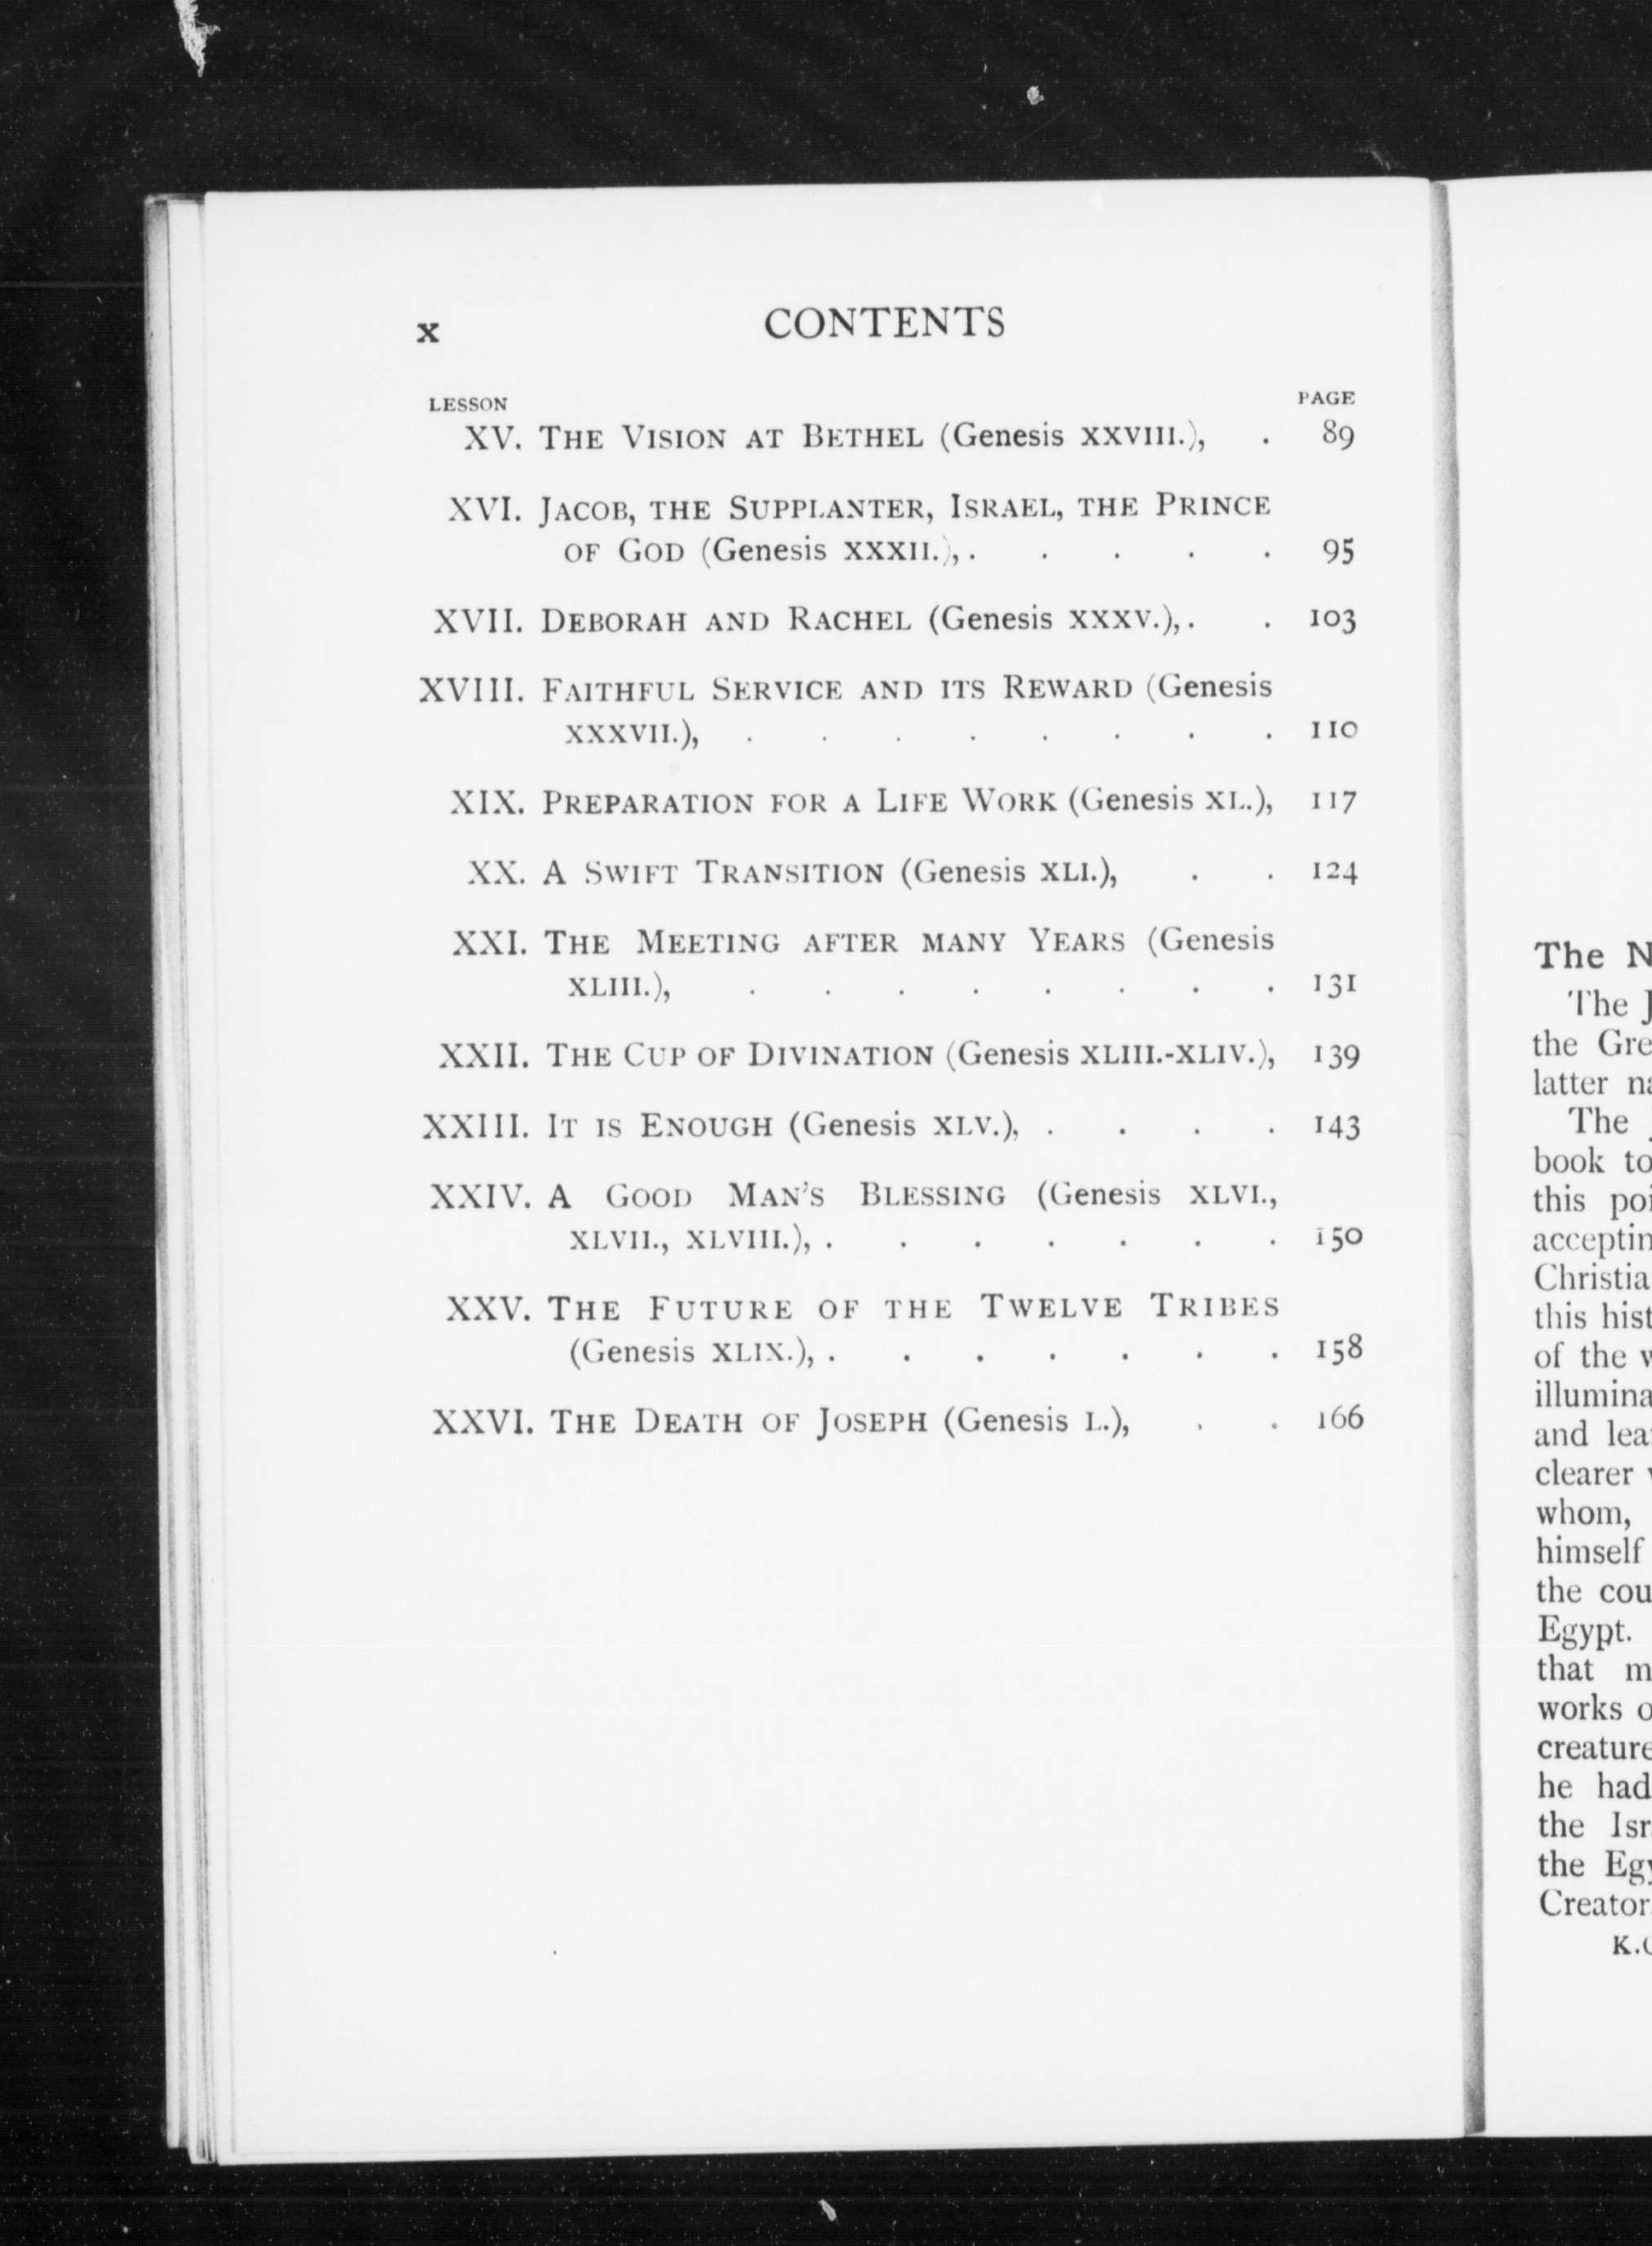 x CONTENTS
LESSON PAGE
XV. THE VISION AT BETHEL (Genesis XXVIII.), . 89
XVI. JACOB, THE SUPPLANTER, ISRAEL, THE PRINCE
OF GOD (Genesis XXXII.), . . . . . 95
XVII. DEBORAH AND RACHEL (Genesis XXXV.), . . 103
XVIII. FAITHFUL SERVICE AND ITS REWARD (Genesis
XXXVII.), . . . . . . . . 110
XIX. PREPARATION FOR A LIFE WORK (Genesis XL.), 117
XX. A SWIFT TRANSITION (Genesis XLI.), . . 124
XXI. THE MEETING AFTER MANY YEARS (Genesis
XLIII.), . . . . . . . . 131
XXII. THE CUP OF DIVINATION (Genesis XLIII.-XLIV.), 139
XXIII. IT IS ENOUGH (Genesis XLV.), . . . . 143
XXIV. A GOOD MAN'S BLESSING (Genesis XLVI.,
XLVII., XLVIII.), . . . . . . . 150
XXV. THE FUTURE OF THE TWELVE TRIBES
(Genesis XLIX.), . . . . . . . 158
XXVI. THE DEATH OF JOSEPH (Genesis L.), . . 166
The
The
the
latter
The
book
this
this
of the
and
clearer
whom,
himself
the
Egypt.
that
works
he had
the
the